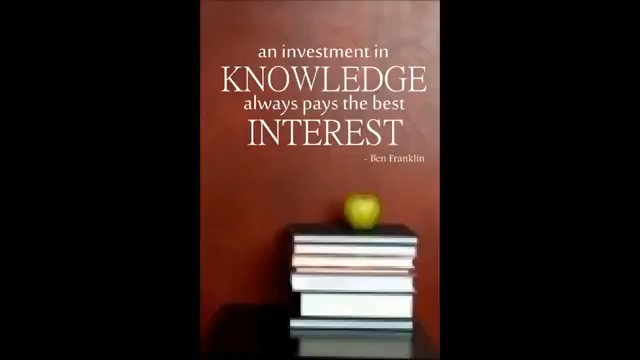 an investment in
KNOWLEDGE
always pays the best
INTEREST
- Ben Franklin